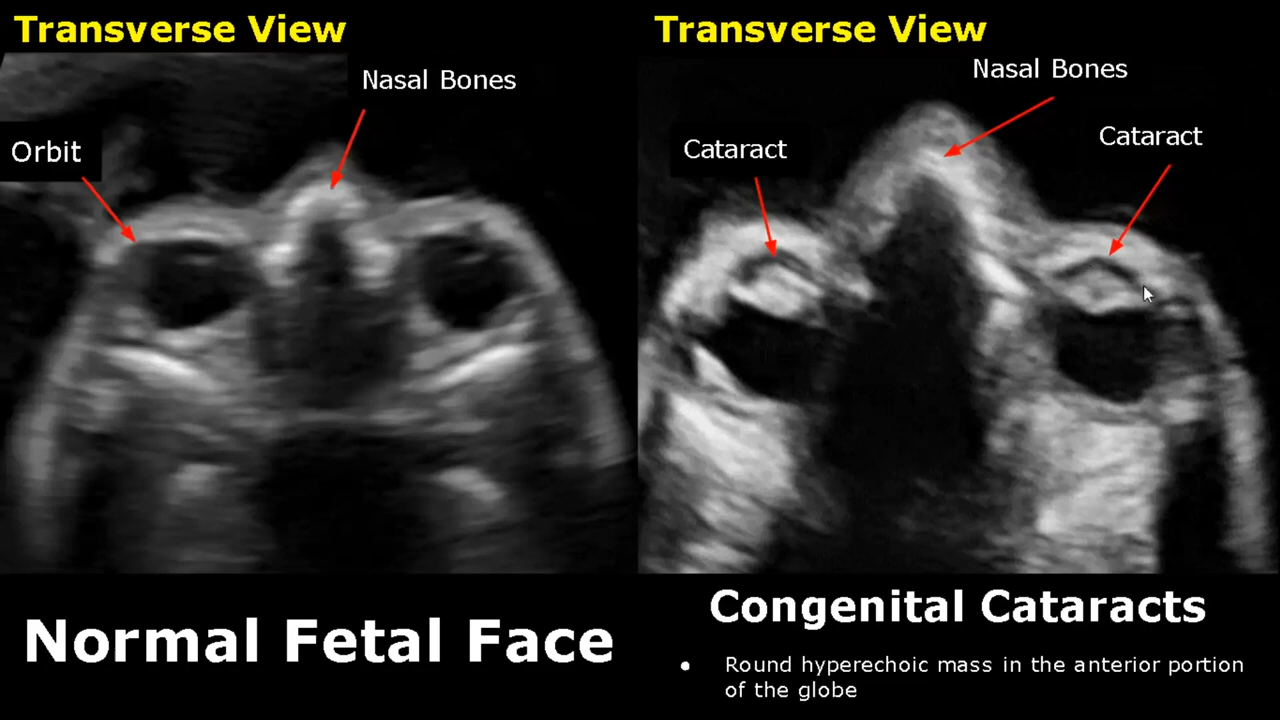 Transverse View
Nasal Bones
Orbit
Normal Fetal Face
Transverse View
Nasal Bones
Cataract
Cataract
Congenital Cataracts
• Round hyperechoic mass in the anterior portion
of the globe